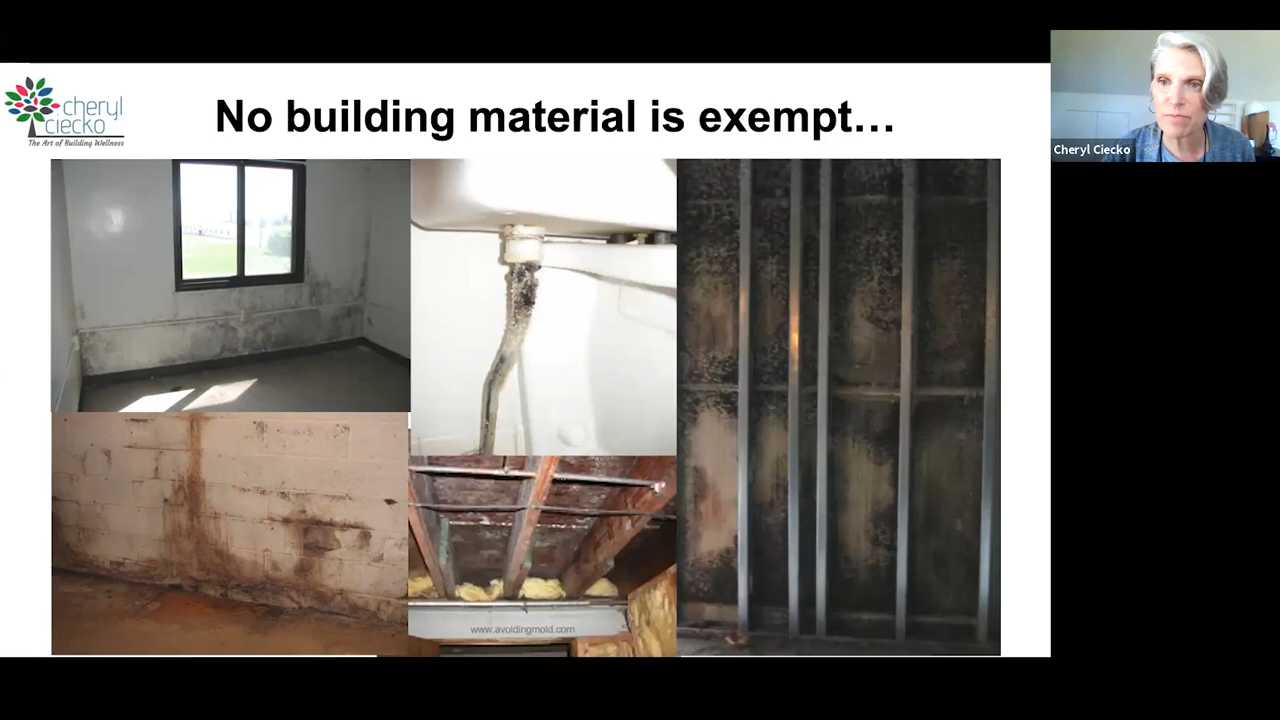 cheryl
ciecko
The Art of Building Wellness
No building material is exempt…
Cheryl Ciecko
www.avoidingmold.com